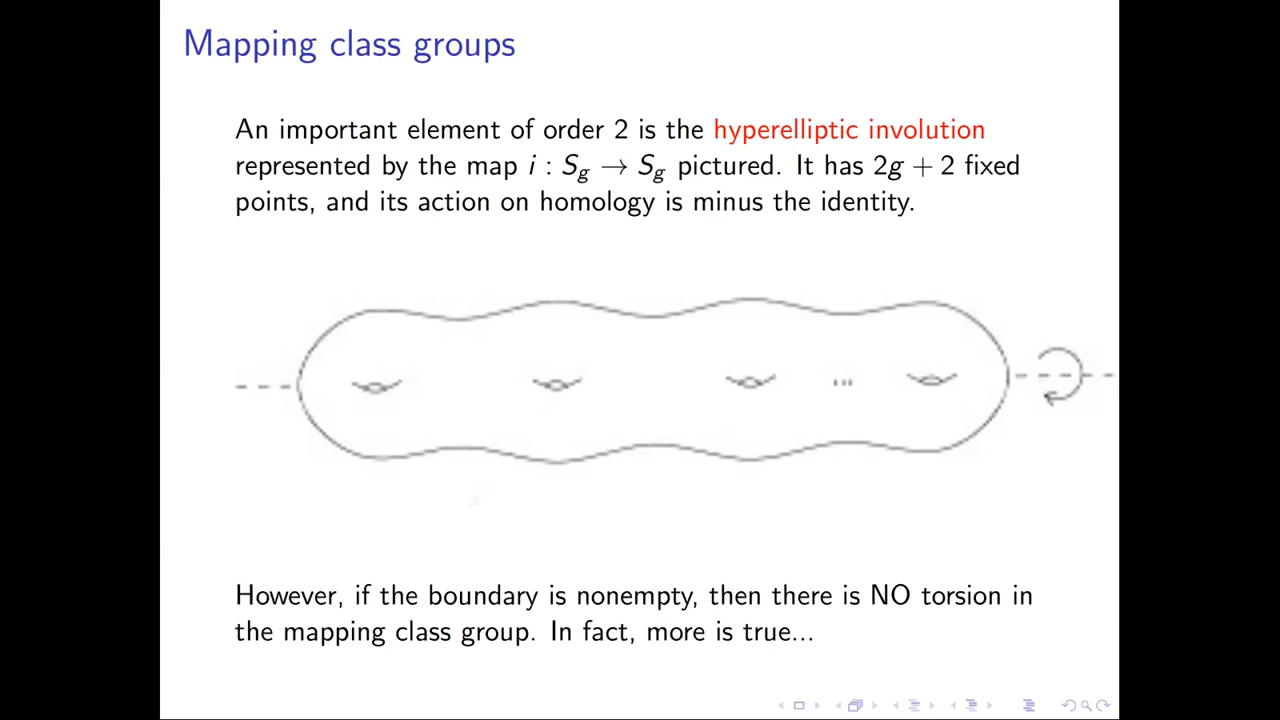 Mapping class groups
An important element of order 2 is the hyperelliptic involution
represented by the map i : S_g → S_g pictured. It has 2g + 2 fixed
points, and its action on homology is minus the identity.
...
However, if the boundary is nonempty, then there is NO torsion in
the mapping class group. In fact, more is true...